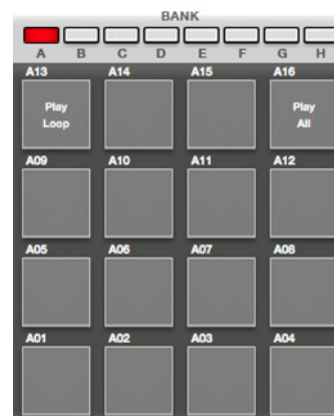 BANK
A B C D E F G H
A13 A14 A15 A16
Play Play
Loop All
A09 A10 A11 A12
A05 A06 A07 A08
A01 A02 A03 A04